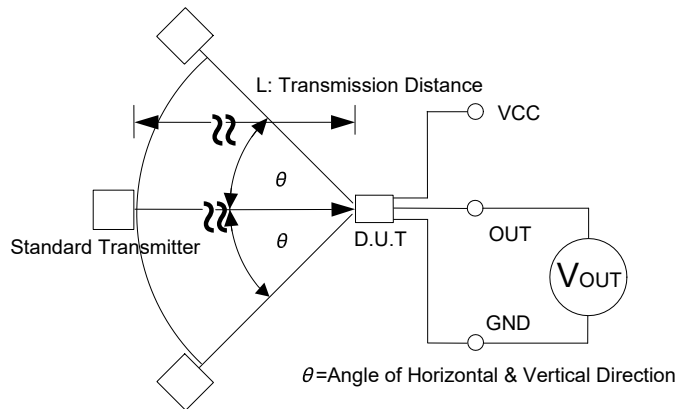 L: Transmission Distance
VCC
θ
Standard Transmitter
θ
D.U.T
OUT
VOUT
GND
θ=Angle of Horizontal & Vertical Direction